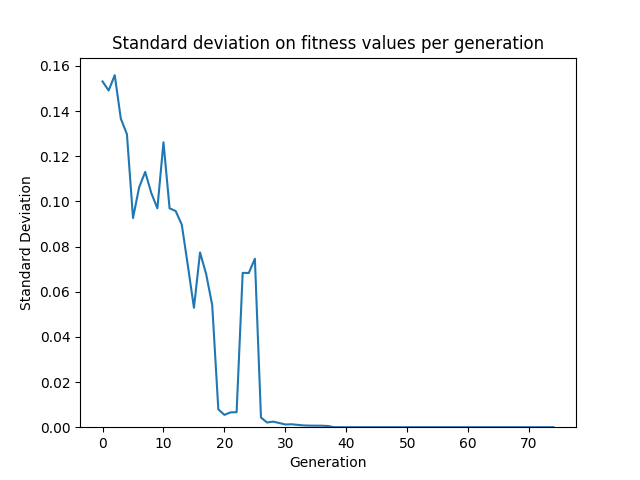 Standard deviation on fitness values per generation
0.16
0.14
0.12
0.10
0.08
0.06
0.04
0.02
0.00
Standard Deviation
0 10 20 30 40 50 60 70
Generation